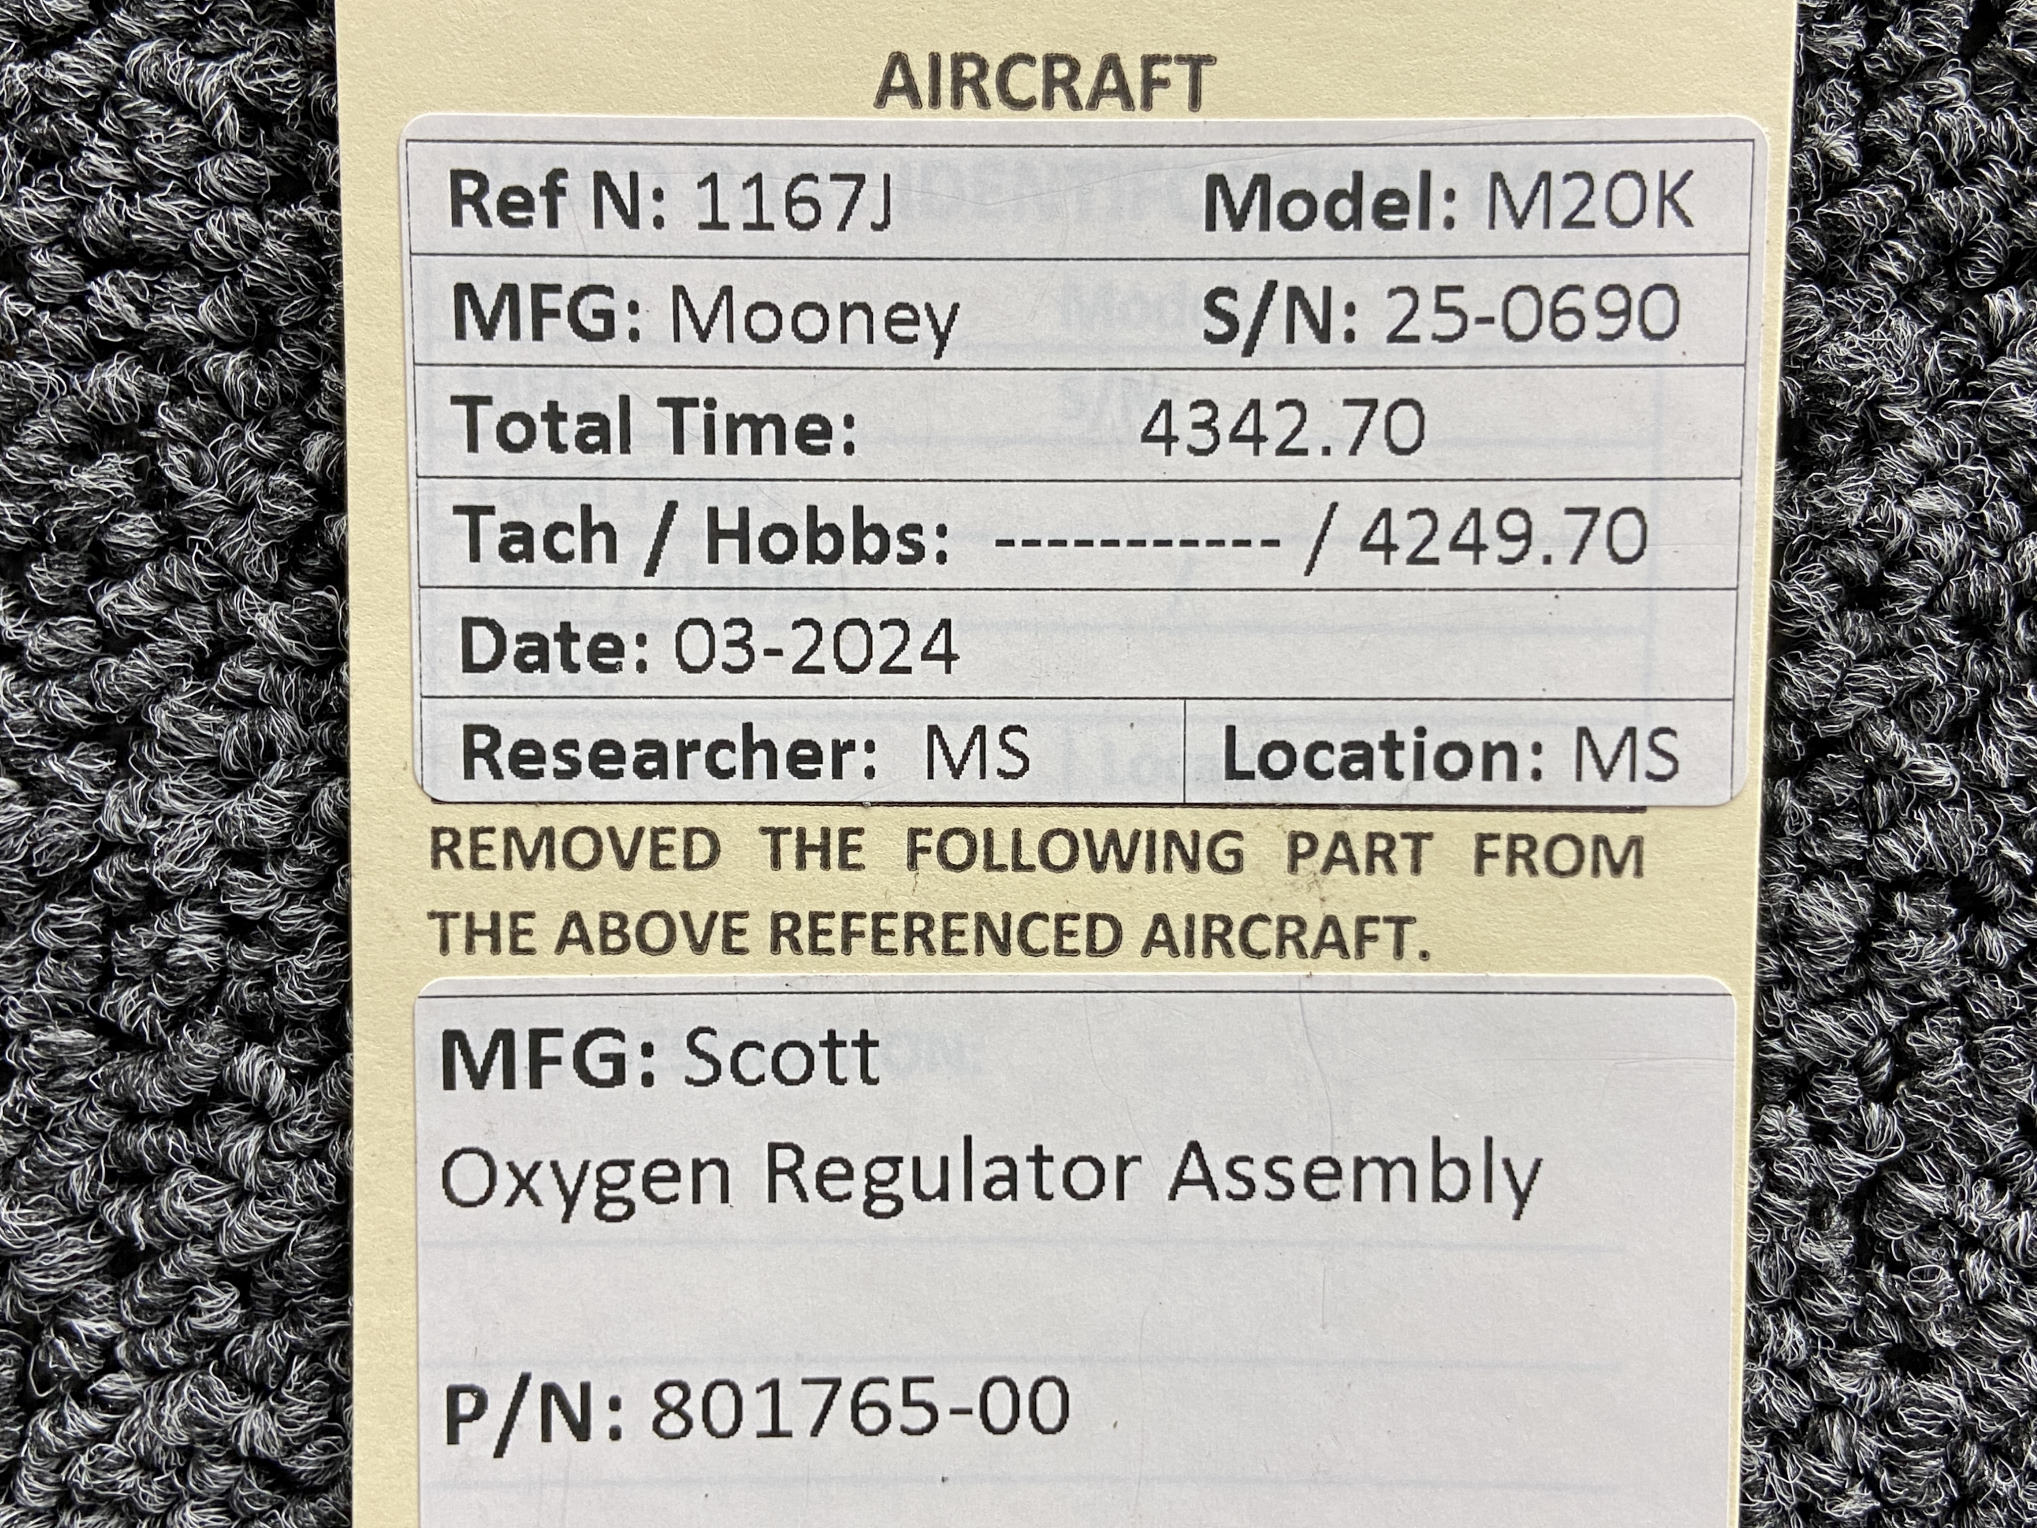 AIRCRAFT
Ref N: 1167J Model: M20K
MFG: Mooney S/N: 25-0690
Total Time: 4342.70
Tach / Hobbs: ----------- / 4249.70
Date: 03-2024
Researcher: MS Location: MS
REMOVED THE FOLLOWING PART FROM
THE ABOVE REFERENCED AIRCRAFT.
MFG: Scott
Oxygen Regulator Assembly
P/N: 801765-00